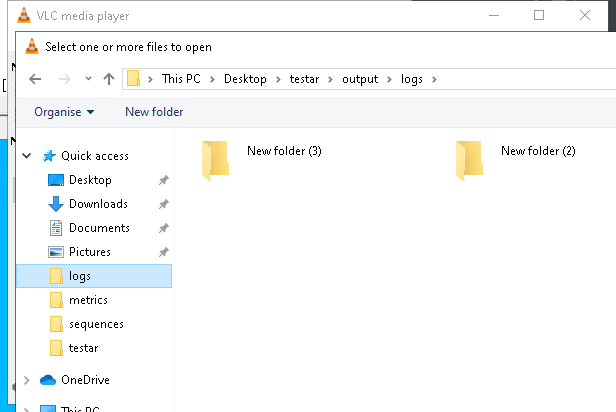 VLC media player
Select one or more files to open
This PC > Desktop > testar > output > logs >
Organise New folder
Quick access
Desktop
Downloads
Documents
Pictures
logs
metrics
sequences
testar
OneDrive
This PC
New folder (3)
New folder (2)